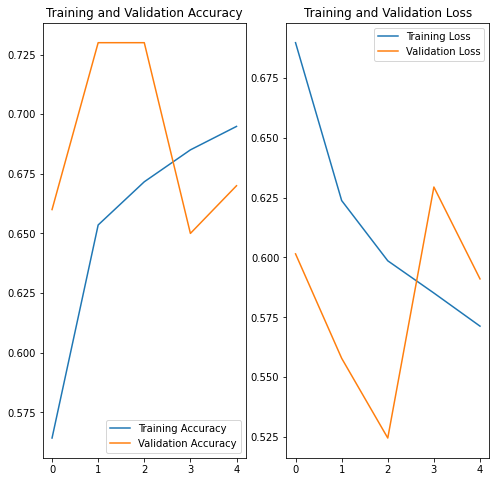 Training and Validation Accuracy
0.725
0.700
0.675
0.650
0.625
0.600
0.575
Training Accuracy
Validation Accuracy
0 1 2 3 4
Training and Validation Loss
Training Loss
Validation Loss
0.675
0.650
0.625
0.600
0.575
0.550
0.525
0 1 2 3 4